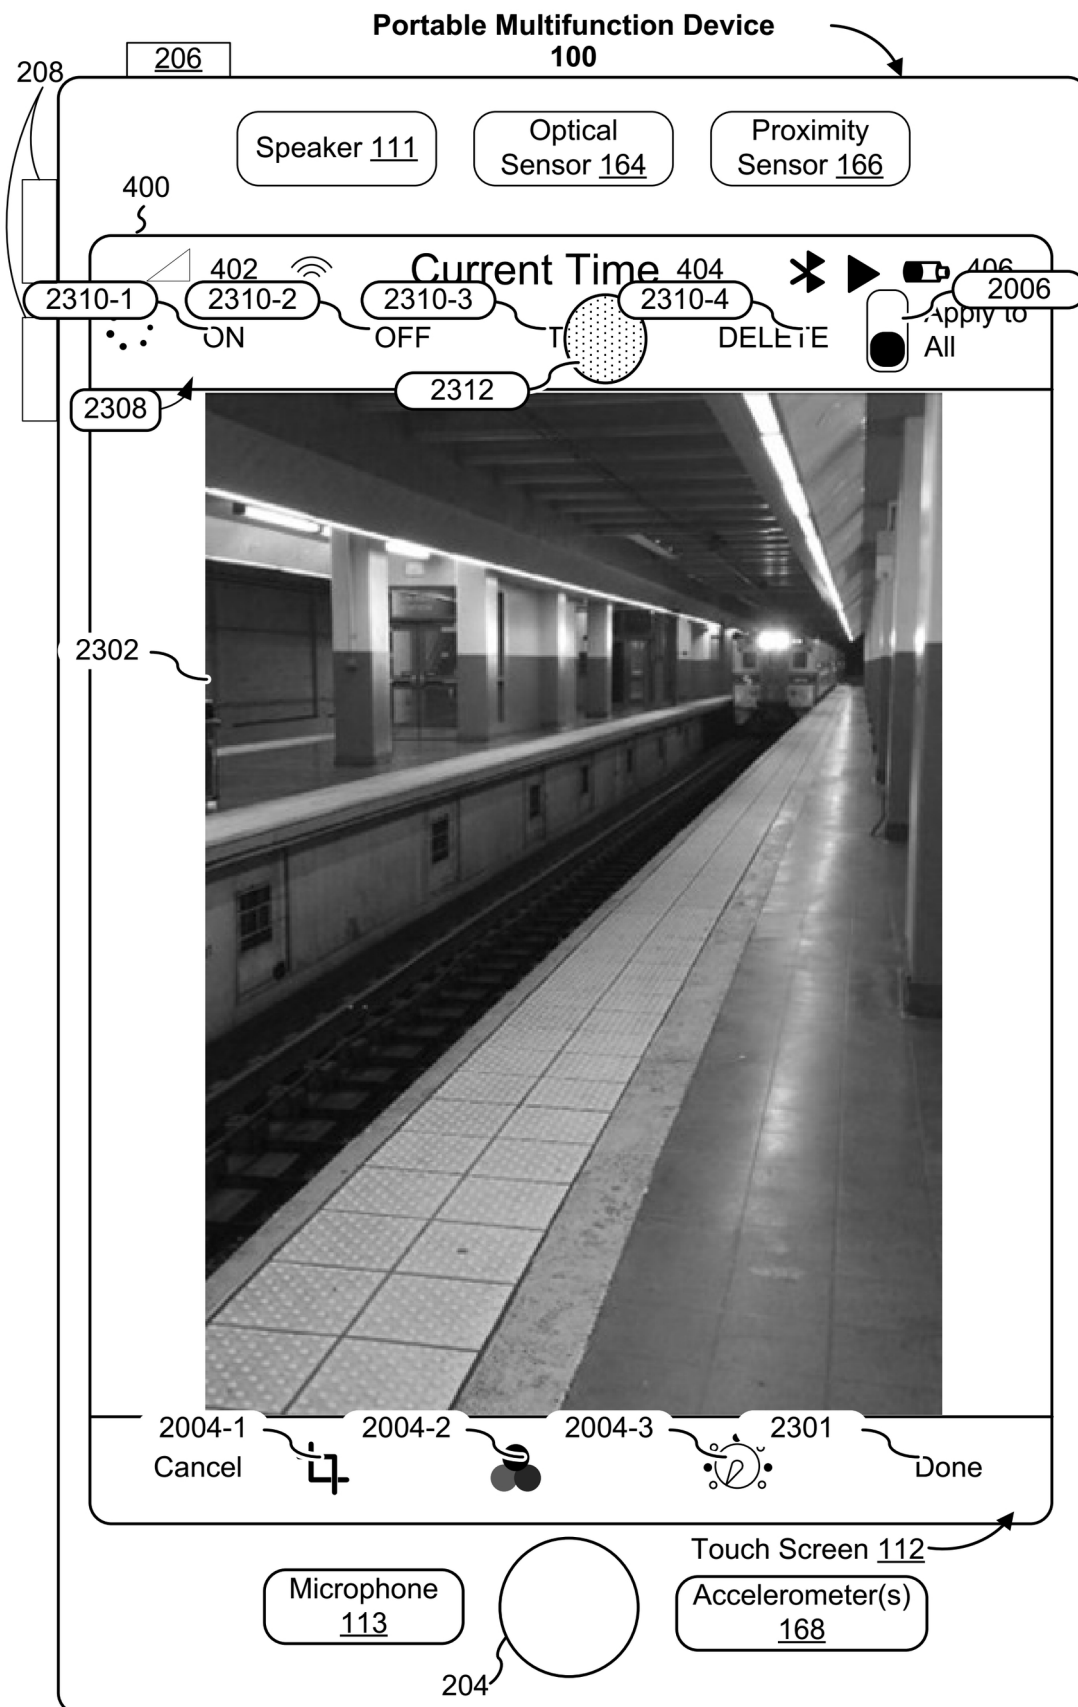 Portable Multifunction Device
100
206
208
Speaker 111
Optical
Sensor 164
Proximity
Sensor 166
400
402
Current Time
404
406
2310-1
2310-2
2310-3
2310-4
2006
ON
OFF
T
DELETE
Apply to
All
2308
2312
2302
2004-1
2004-2
2004-3
2301
Cancel
Done
Touch Screen 112
Microphone
113
Accelerometer(s)
168
204